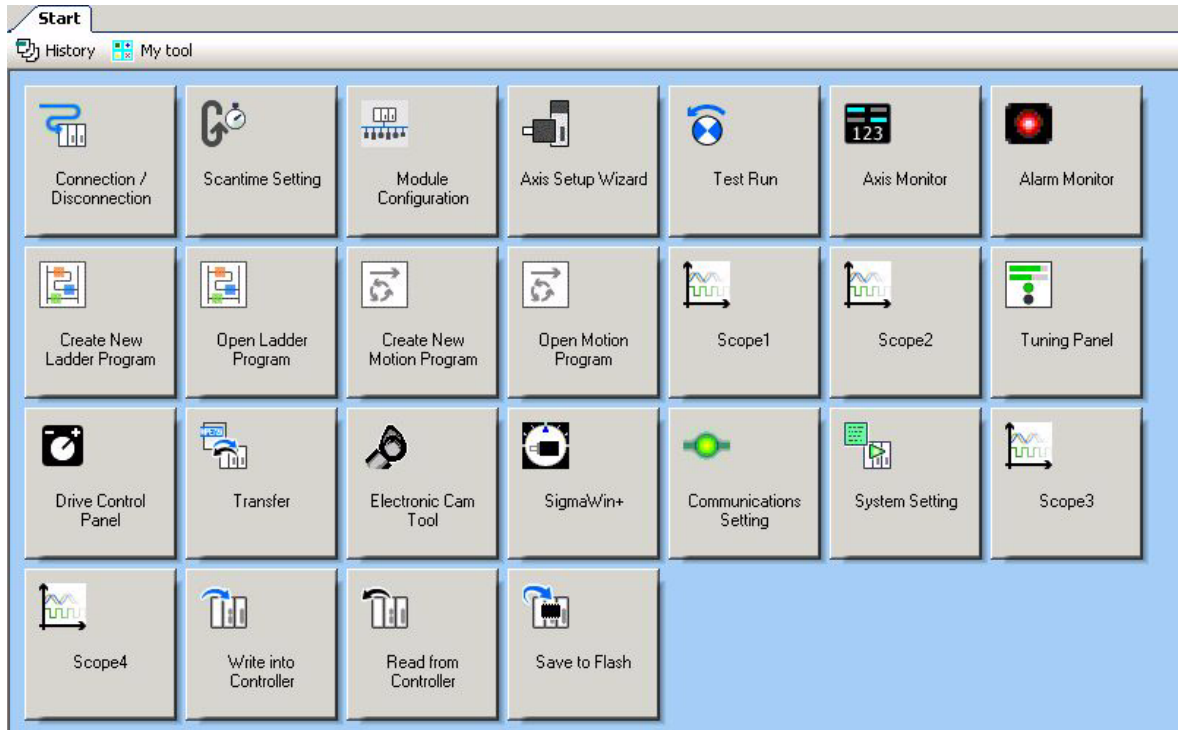 Start
History My tool
Connection /
Disconnection
Scantime Setting
Module
Configuration
Axis Setup Wizard
Test Run
123
Axis Monitor
Alarm Monitor
Create New
Ladder Program
Open Ladder
Program
Create New
Motion Program
Open Motion
Program
Scope1
Scope2
Tuning Panel
Drive Control
Panel
Transfer
Electronic Cam
Tool
SigmaWin+
Communications
Setting
System Setting
Scope3
Scope4
Write into
Controller
Read from
Controller
Save to Flash